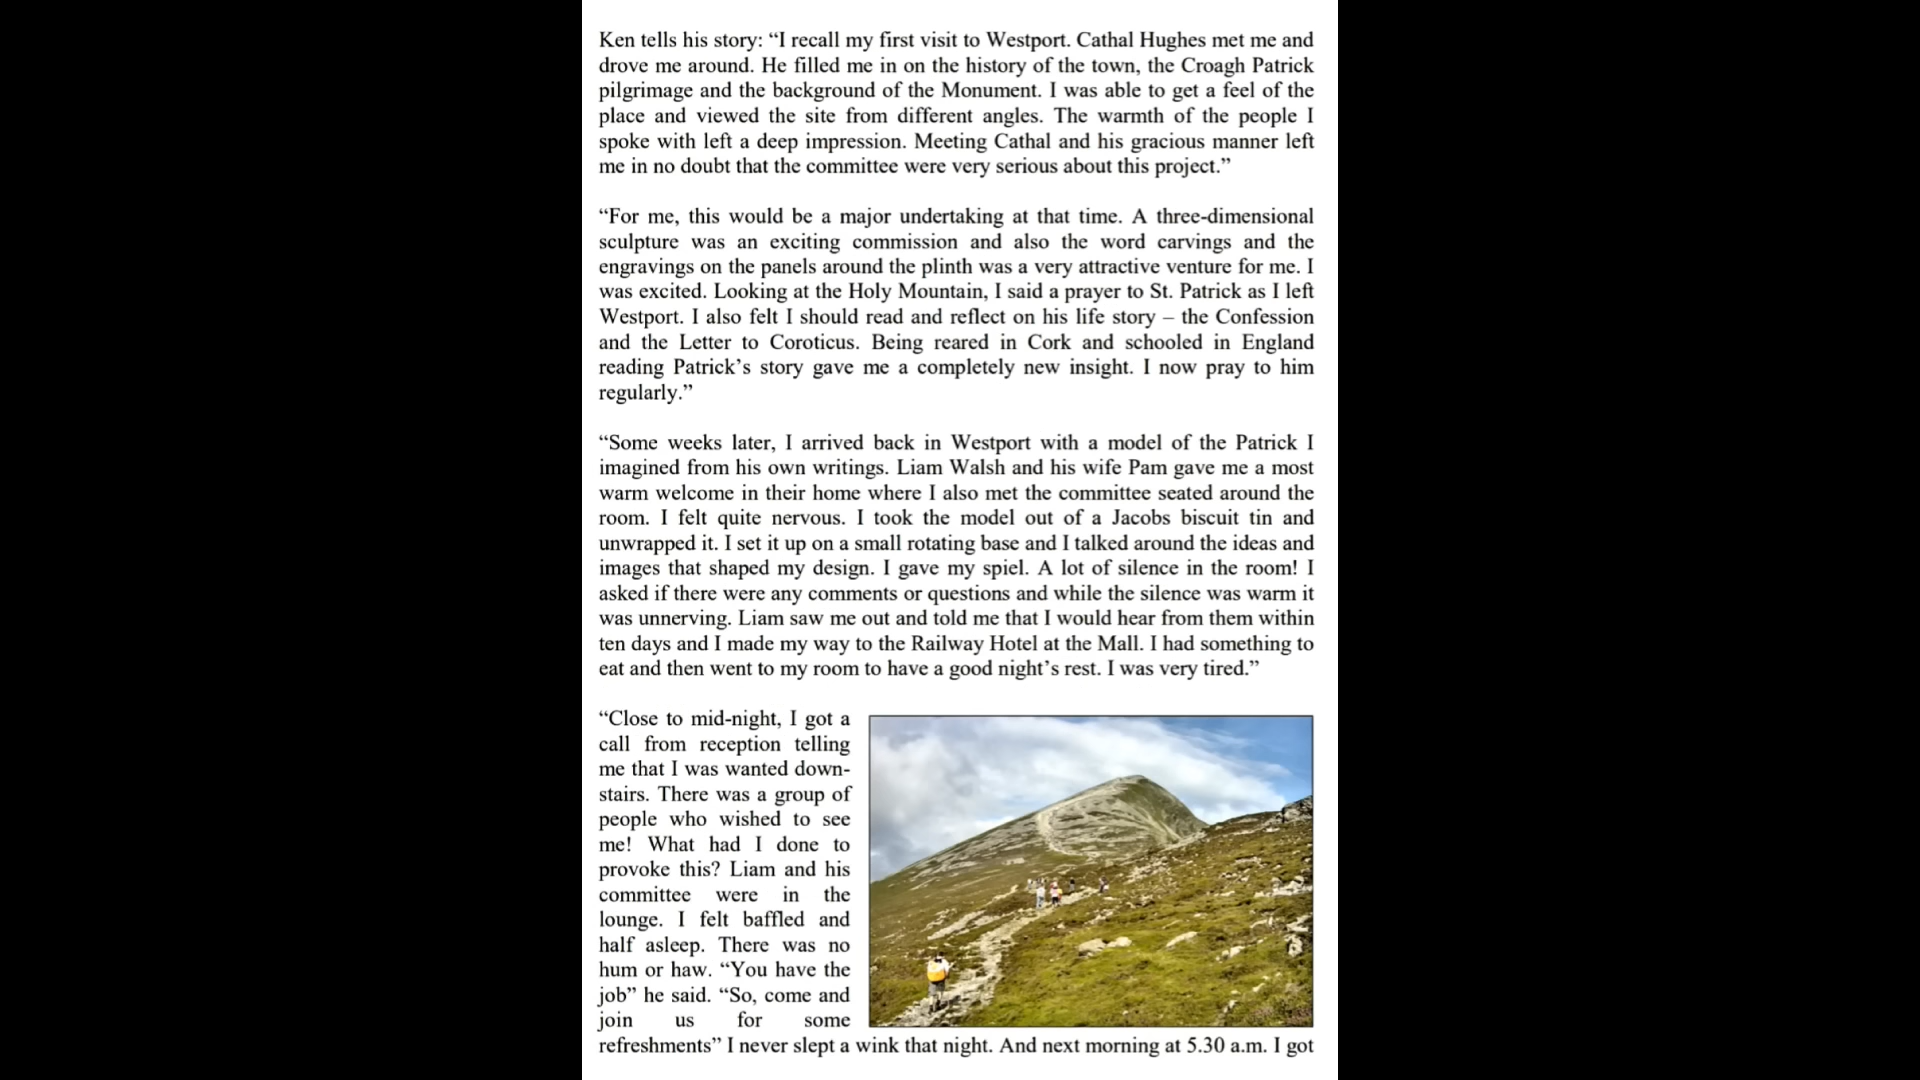 Ken tells his story: “I recall my first visit to Westport. Cathal Hughes met me and
drove me around. He filled me in on the history of the town, the Croagh Patrick
pilgrimage and the background of the Monument. I was able to get a feel of the
place and viewed the site from different angles. The warmth of the people I
spoke with left a deep impression. Meeting Cathal and his gracious manner left
me in no doubt that the committee were very serious about this project.”
“For me, this would be a major undertaking at that time. A three-dimensional
sculpture was an exciting commission and also the word carvings and the
engravings on the panels around the plinth was a very attractive venture for me. I
was excited. Looking at the Holy Mountain, I said a prayer to St. Patrick as I left
Westport. I also felt I should read and reflect on his life story – the Confession
and the Letter to Coroticus. Being reared in Cork and schooled in England
reading Patrick’s story gave me a completely new insight. I now pray to him
regularly.”
“Some weeks later, I arrived back in Westport with a model of the Patrick I
imagined from his own writings. Liam Walsh and his wife Pam gave me a most
warm welcome in their home where I also met the committee seated around the
room. I felt quite nervous. I took the model out of a Jacobs biscuit tin and
unwrapped it. I set it up on a small rotating base and I talked around the ideas and
images that shaped my design. I gave my spiel. A lot of silence in the room! I
asked if there were any comments or questions and while the silence was warm it
was unnerving. Liam saw me out and told me that I would hear from them within
ten days and I made my way to the Railway Hotel at the Mall. I had something to
eat and then went to my room to have a good night’s rest. I was very tired.”
“Close to mid-night, I got a
call from reception telling
me that I was wanted down-
stairs. There was a group of
people who wished to see
me! What had I done to
provoke this? Liam and his
committee were in the
lounge. I felt baffled and
half asleep. There was no
hum or haw. “You have the
job” he said. “So, come and
join us for some
refreshments” I never slept a wink that night. And next morning at 5.30 a.m. I got